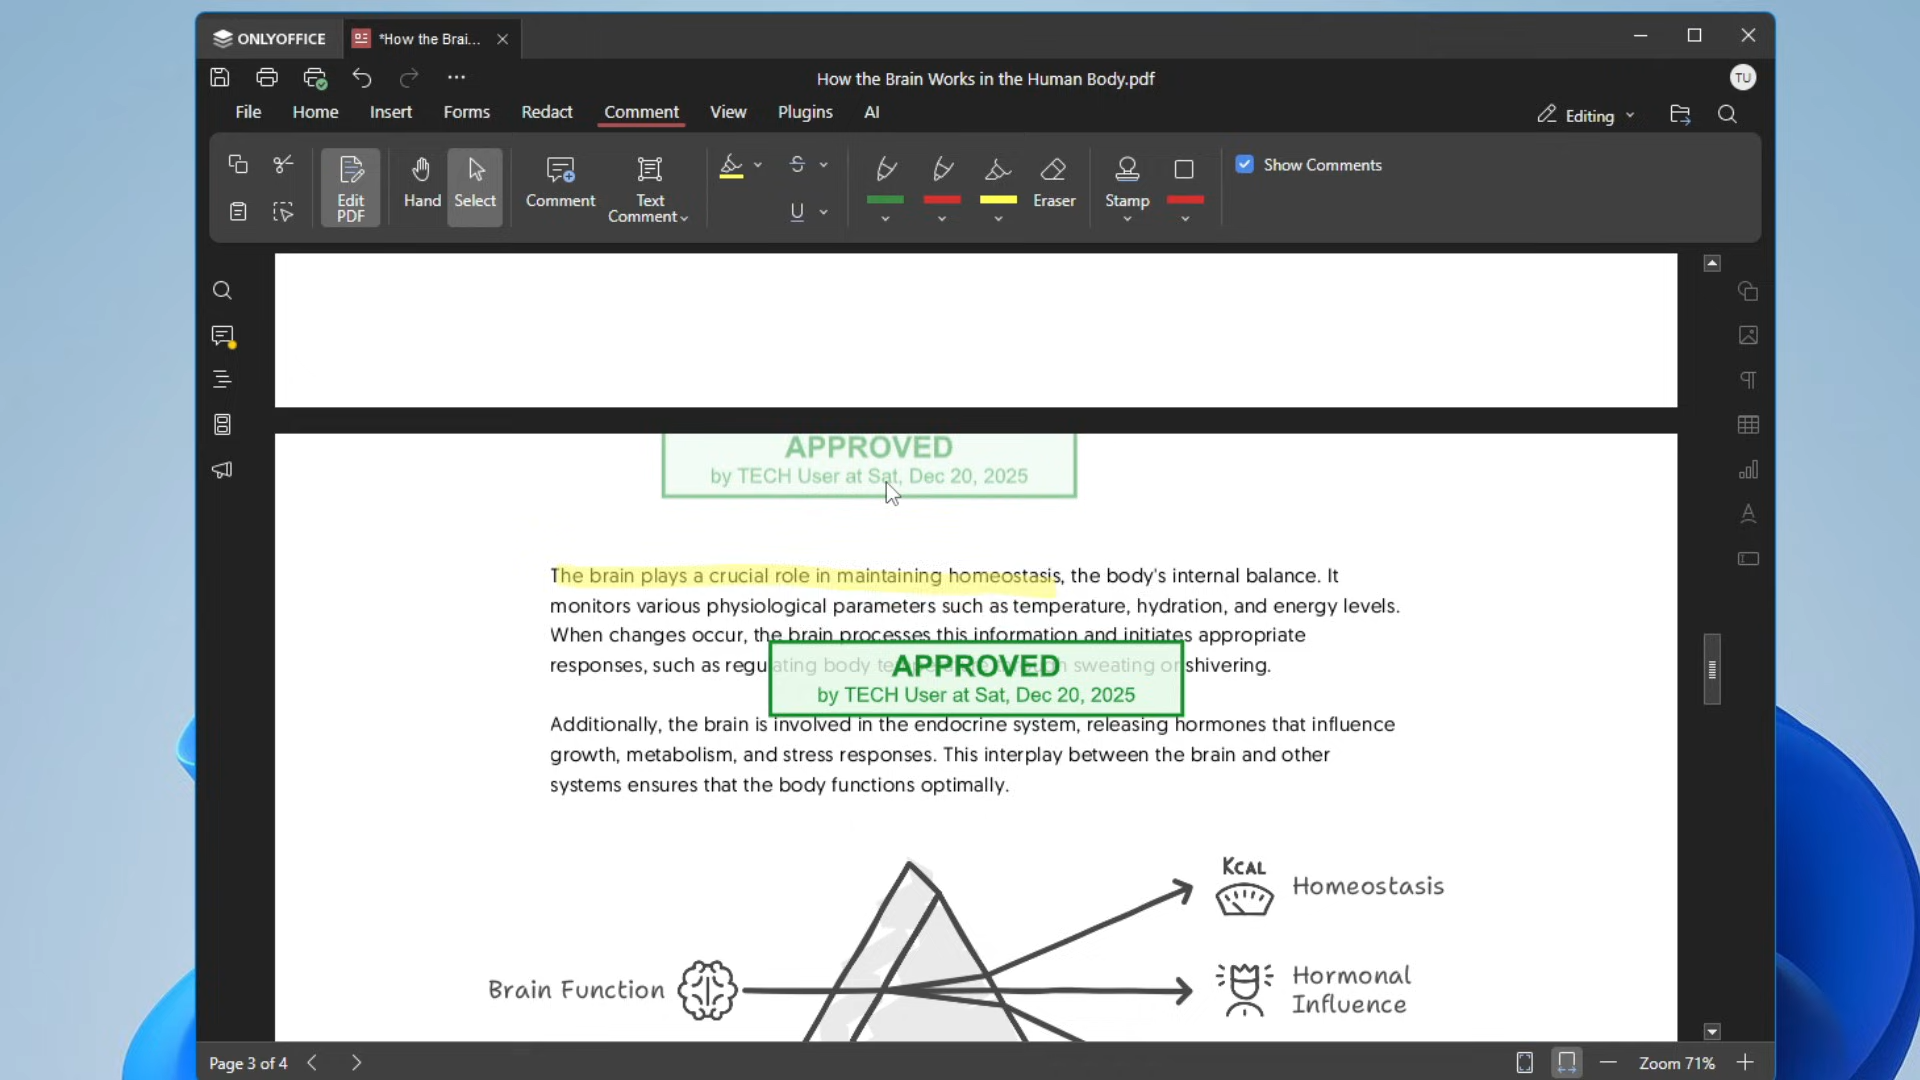 ONLYOFFICE
*How the Brai...
How the Brain Works in the Human Body.pdf
TU
File Home Insert Forms Redact Comment View Plugins AI
Editing
Edit
PDF
Hand
Select
Comment
Text
Comment
Eraser
Stamp
Show Comments
APPROVED
by TECH User at Sat, Dec 20, 2025
The brain plays a crucial role in maintaining homeostasis, the body's internal balance. It
monitors various physiological parameters such as temperature, hydration, and energy levels.
When changes occur, the brain processes this information and initiates appropriate
responses, such as regulating body temperature through sweating or shivering.
APPROVED
by TECH User at Sat, Dec 20, 2025
Additionally, the brain is involved in the endocrine system, releasing hormones that influence
growth, metabolism, and stress responses. This interplay between the brain and other
systems ensures that the body functions optimally.
KCAL
Homeostasis
Brain Function
Hormonal
Influence
Page 3 of 4
Zoom 71%